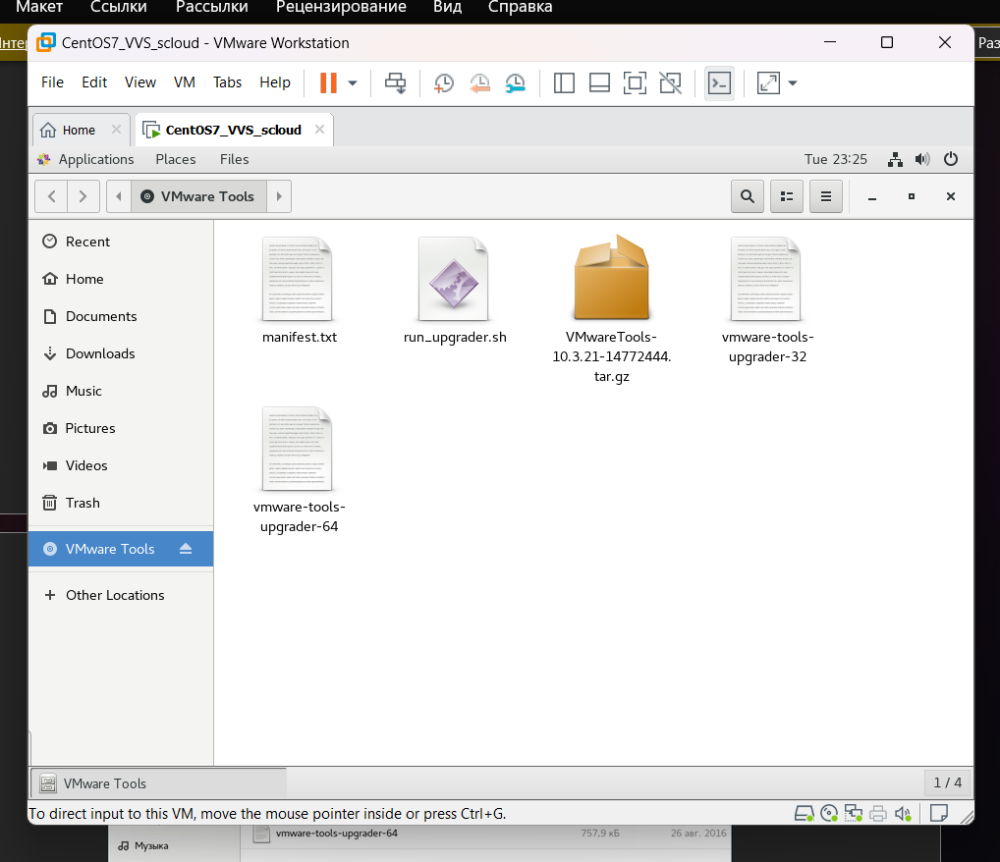 Макет Ссылки Рассылки Рецензирование Вид Справка
CentOS7_VVS_scloud - VMware Workstation
Раз
File Edit View VM Tabs Help
Home
CentOS7_VVS_scloud
Applications Places Files Tue 23:25
VMware Tools
Recent
Home
Documents
Downloads
Music
Pictures
Videos
Trash
VMware Tools
Other Locations
manifest.txt
run_upgrader.sh
VMwareTools-
10.3.21-14772444.
tar.gz
vmware-tools-
upgrader-32
vmware-tools-
upgrader-64
VMware Tools
1 / 4
To direct input to this VM, move the mouse pointer inside or press Ctrl+G.
vmware-tools-upgrader-64 757,9 кБ 26 авг. 2016
Музыка